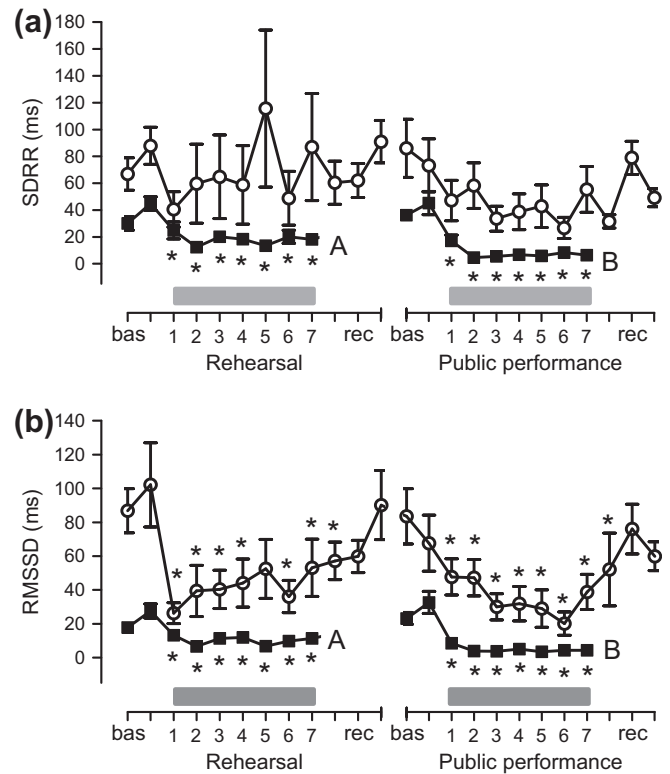 (a)
SDRR (ms)
180
160
140
120
100
80
60
40
20
0
A
B
* * * * * * *
* * * * * * *
bas 1 2 3 4 5 6 7 rec
bas 1 2 3 4 5 6 7 rec
Rehearsal
Public performance
(b)
RMSSD (ms)
140
120
100
80
60
40
20
0
* * * * * * *
* * * * * * * *
A
B
* * * * * * *
* * * * * * *
bas 1 2 3 4 5 6 7 rec
bas 1 2 3 4 5 6 7 rec
Rehearsal
Public performance